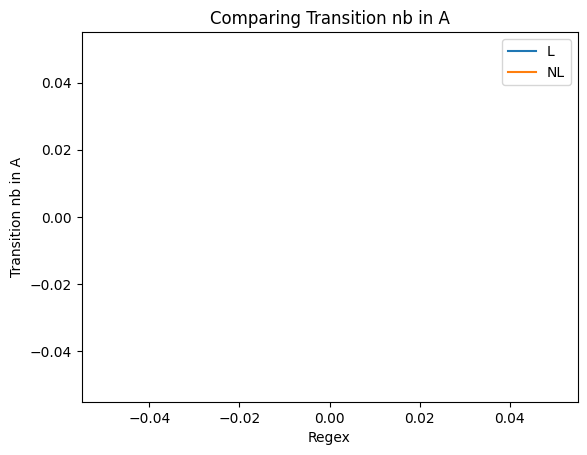 Comparing Transition nb in A
L
NL
Transition nb in A
0.04
0.02
0.00
−0.02
−0.04
−0.04
−0.02
0.00
0.02
0.04
Regex